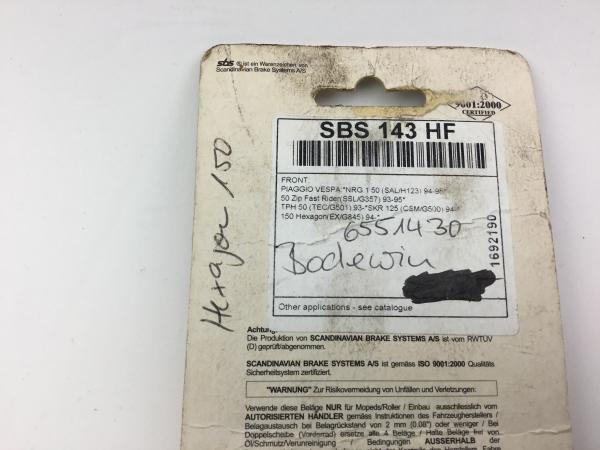 sbs ® ist ein Warenzeichen von
Scandinavian Brake Systems A/S
9001:2000
CERTIFIED
SBS 143 HF
FRONT:
PIAGGIO VESPA *NRG 1 50 (SAL/H123) 94-95*
50 Zip Fast Rider(SSL/G357) 93-95*
TPH 50 (TEC/G501) 93-*SKR 125 (CSM/G500) 94-
150 Hexagon(EX/G845) 94-
6551430
Bodewin
1692190
Other applications - see catalogue
Hexagon 150
Achtung:
Die Produktion von SCANDINAVIAN BRAKE SYSTEMS A/S ist vom RWTÜV
(D) geprüft/abgenommen.
SCANDINAVIAN BRAKE SYSTEMS A/S ist gemäss ISO 9001:2000 Qualitäts
Sicherheitsystem zertifiziert.
"WARNUNG" Zur Risikovermeidung von Unfällen und Verletzungen:
Verwende diese Beläge NUR für Mopeds/Roller / Einbau ausschliesslich vom
AUTORISIERTEN HÄNDLER gemäss Instruktionen des Fahrzeugherstellers /
Belagaustausch bei Belagrückstand von 2 mm (0.08") oder weniger / Bei
Doppelscheibe (Vorderrad) ersetze alle 4 Beläge / Halte Beläge frei von
Öl/Schmutz/Verunreinigung / Bedingungen AUSSERHALB der